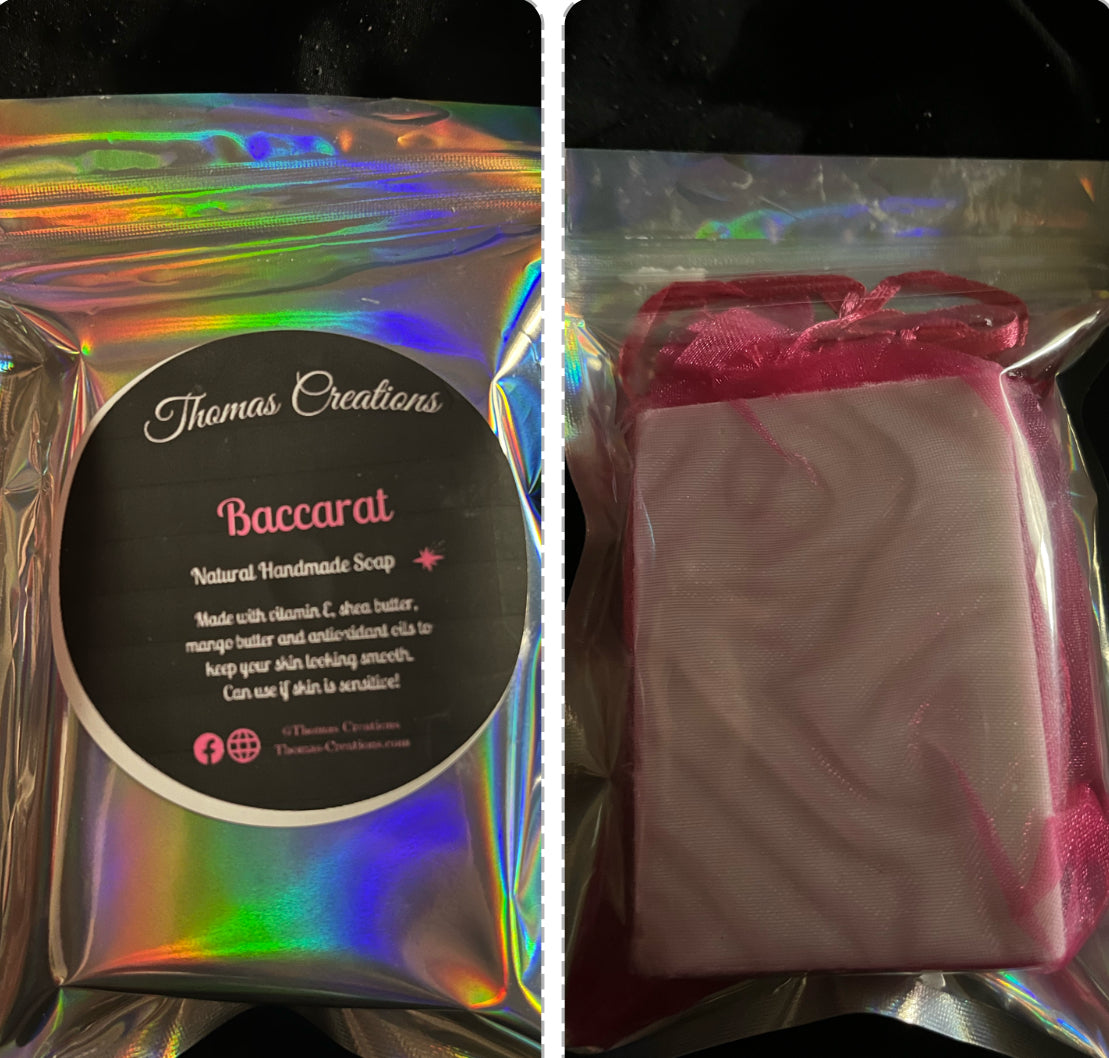 Thomas Creations
Baccarat
Natural Handmade Soap
Made with vitamin E, shea butter,
mango butter and antioxidant oils to
keep your skin looking smooth.
Can use if skin is sensitive!
@Thomas Creations
Thomas-Creations.com